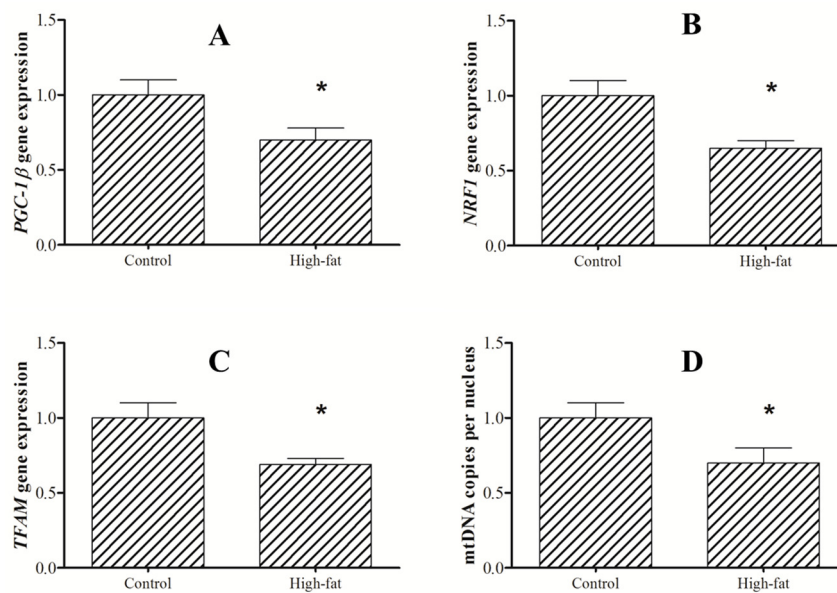 A
PGC-1β gene expression
1.5
1.0
0.5
0.0
*
Control
High-fat
B
NRF1 gene expression
1.5
1.0
0.5
0.0
*
Control
High-fat
C
TFAM gene expression
1.5
1.0
0.5
0.0
*
Control
High-fat
D
mtDNA copies per nucleus
1.5
1.0
0.5
0.0
*
Control
High-fat